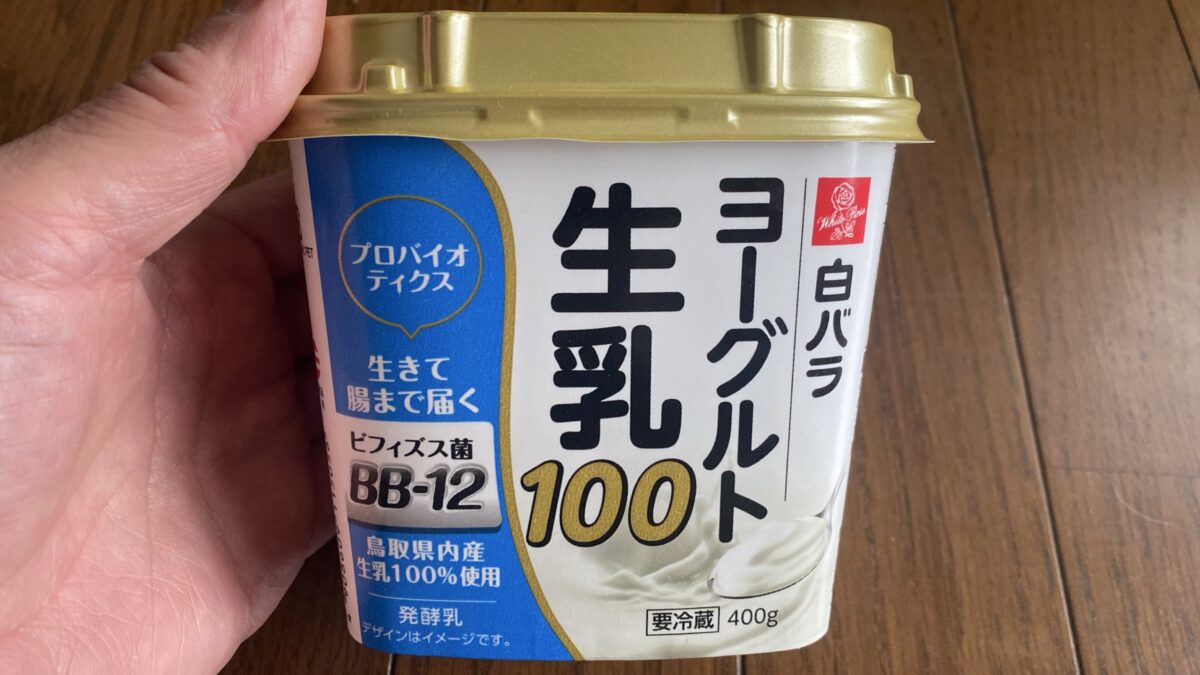 White Rose
白バラ
ヨーグルト
生乳
100
プロバイオ
ティクス
生きて
腸まで届く
ビフィズス菌
BB-12
鳥取県内産
生乳100%使用
発酵乳
デザインはイメージです。
要冷蔵 400g